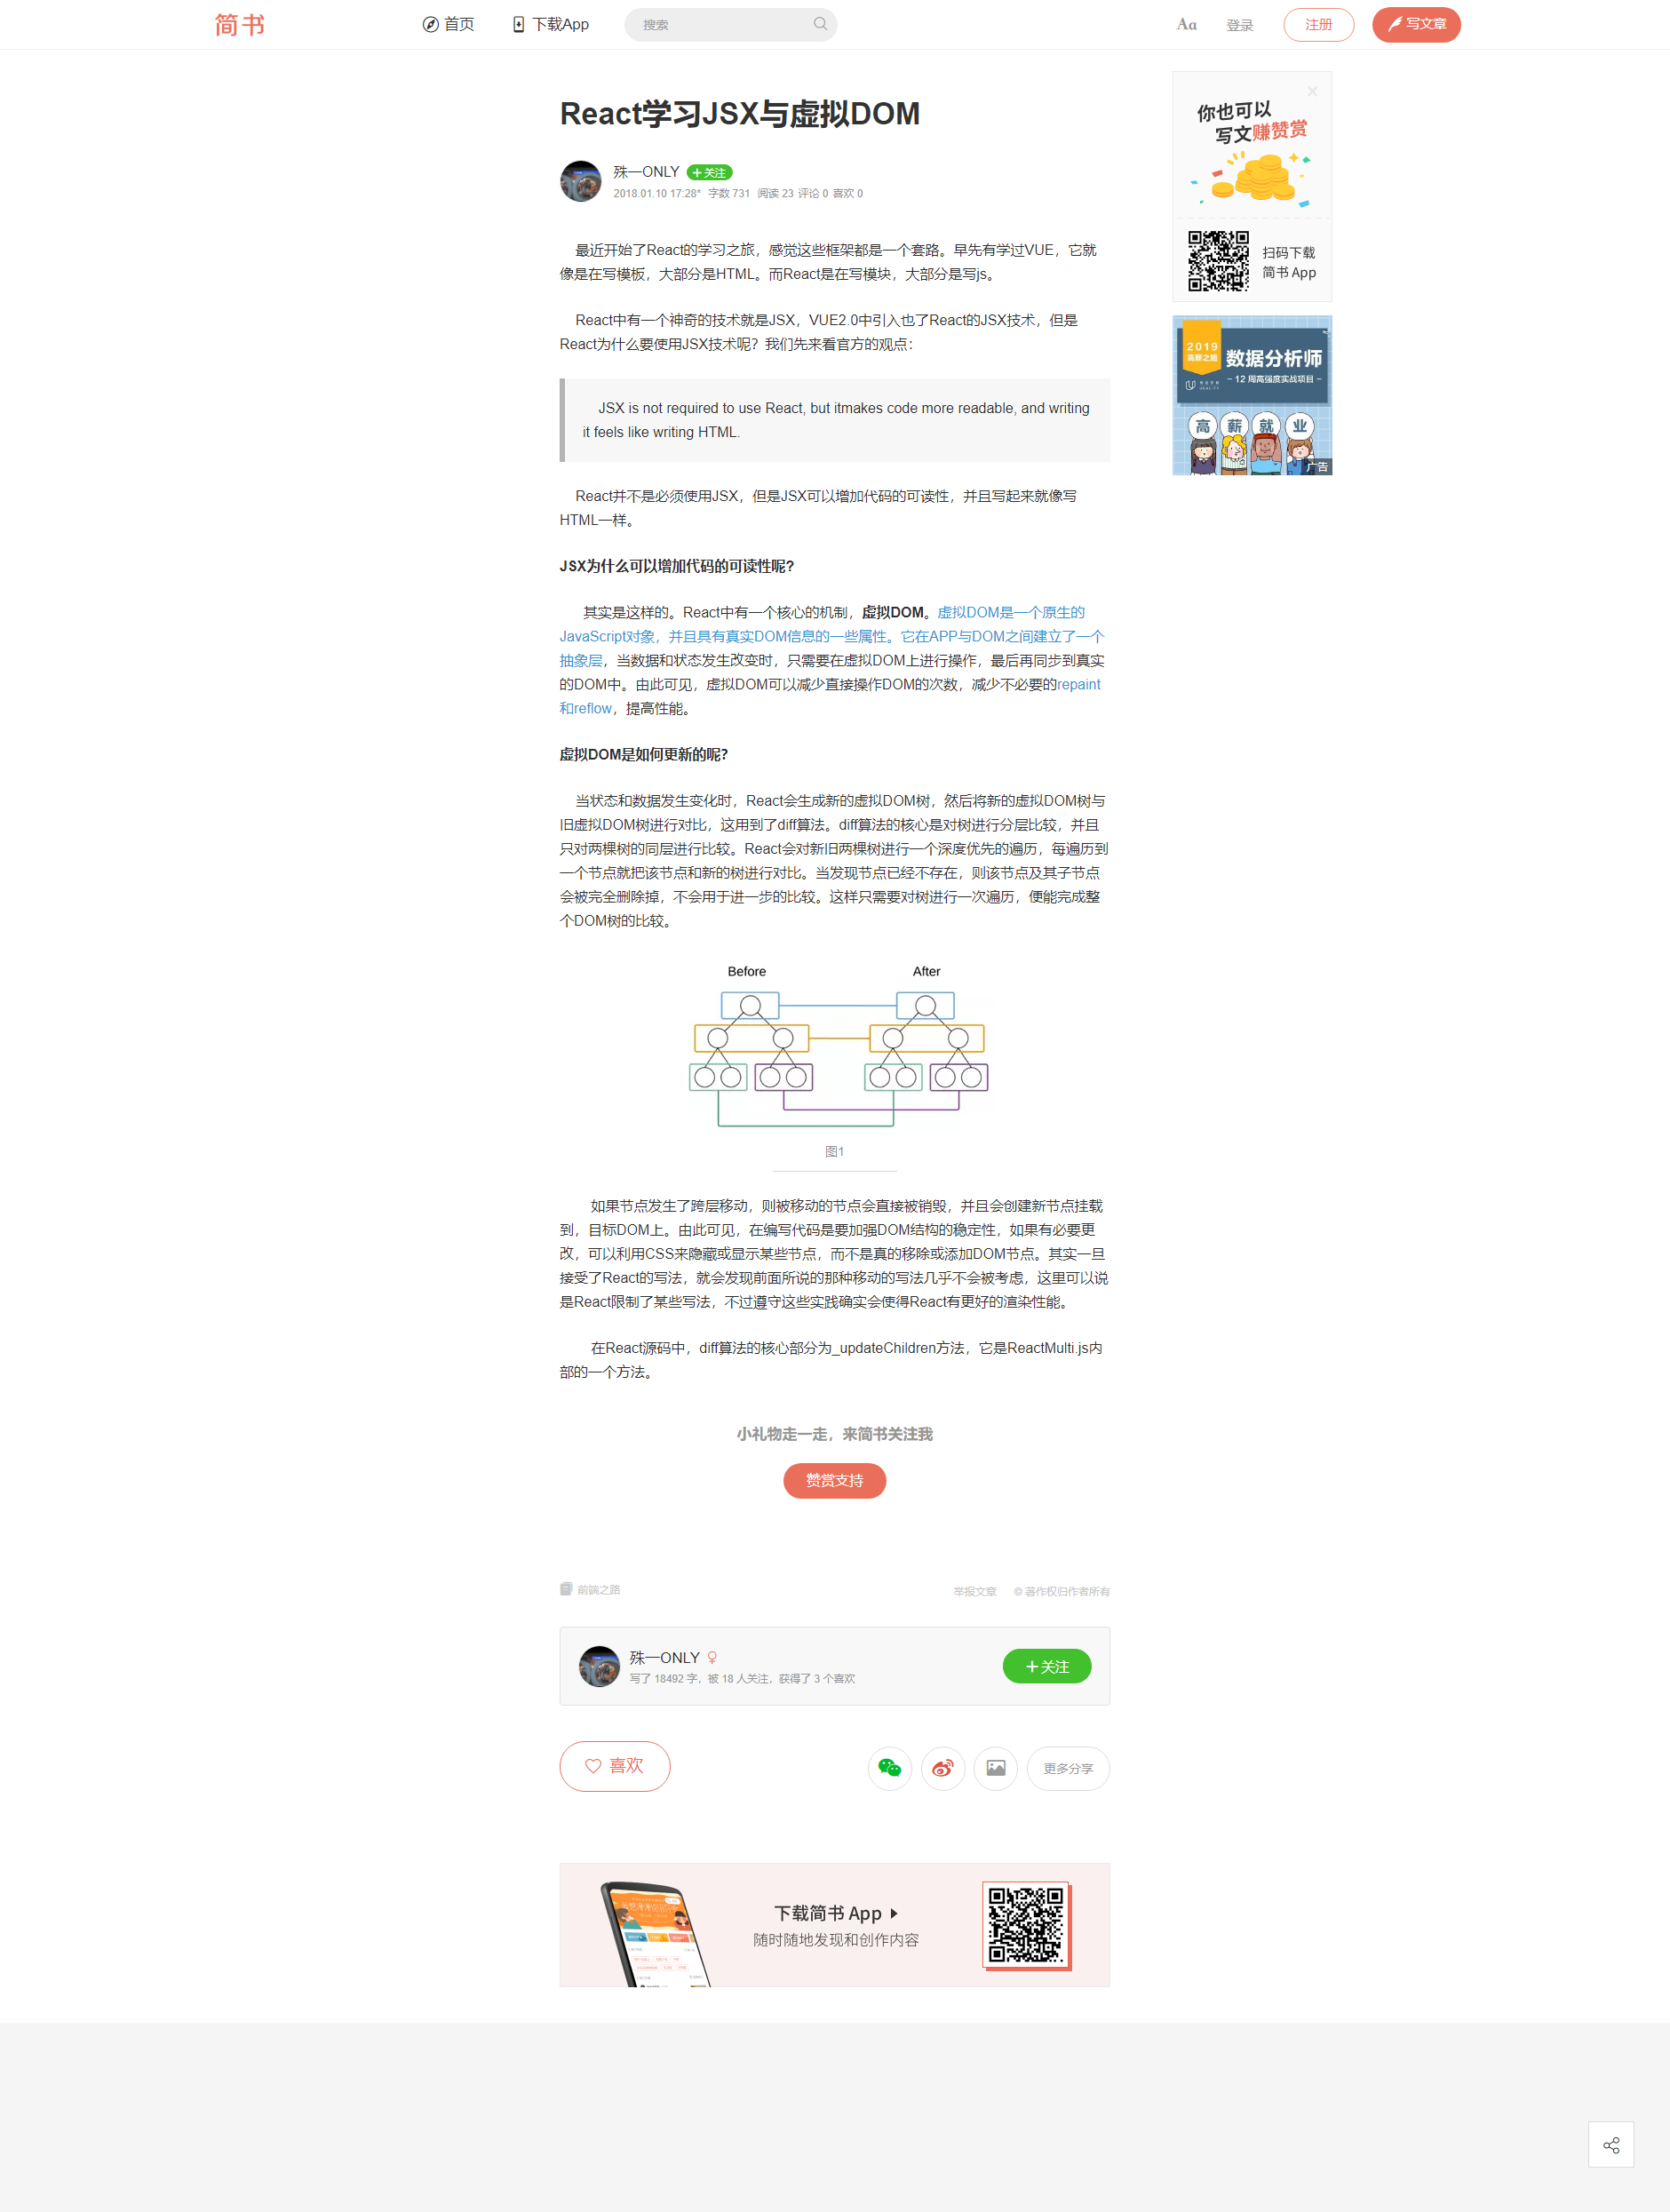 简书
首页
下载App
搜索
Aa
登录
注册
写文章
React学习JSX与虚拟DOM
殊一ONLY
+关注
2018.01.10 17:28* 字数 731 阅读 23 评论 0 喜欢 0
最近开始了React的学习之旅，感觉这些框架都是一个套路。早先有学过VUE，它就
像是在写模板，大部分是HTML。而React是在写模块，大部分是写js。
React中有一个神奇的技术就是JSX，VUE2.0中引入也了React的JSX技术，但是
React为什么要使用JSX技术呢？我们先来看官方的观点：
JSX is not required to use React, but itmakes code more readable, and writing
it feels like writing HTML.
React并不是必须使用JSX，但是JSX可以增加代码的可读性，并且写起来就像写
HTML一样。
JSX为什么可以增加代码的可读性呢?
其实是这样的。React中有一个核心的机制，虚拟DOM。虚拟DOM是一个原生的
JavaScript对象，并且具有真实DOM信息的一些属性。它在APP与DOM之间建立了一个
抽象层，当数据和状态发生改变时，只需要在虚拟DOM上进行操作，最后再同步到真实
的DOM中。由此可见，虚拟DOM可以减少直接操作DOM的次数，减少不必要的repaint
和reflow，提高性能。
虚拟DOM是如何更新的呢?
当状态和数据发生变化时，React会生成新的虚拟DOM树，然后将新的虚拟DOM树与
旧虚拟DOM树进行对比，这用到了diff算法。diff算法的核心是对树进行分层比较，并且
只对两棵树的同层进行比较。React会对新旧两棵树进行一个深度优先的遍历，每遍历到
一个节点就把该节点和新的树进行对比。当发现节点已经不存在，则该节点及其子节点
会被完全删除掉，不会用于进一步的比较。这样只需要对树进行一次遍历，便能完成整
个DOM树的比较。
Before
After
图1
如果节点发生了跨层移动，则被移动的节点会直接被销毁，并且会创建新节点挂载
到，目标DOM上。由此可见，在编写代码是要加强DOM结构的稳定性，如果有必要更
改，可以利用CSS来隐藏或显示某些节点，而不是真的移除或添加DOM节点。其实一旦
接受了React的写法，就会发现前面所说的那种移动的写法几乎不会被考虑，这里可以说
是React限制了某些写法，不过遵守这些实践确实会使得React有更好的渲染性能。
在React源码中，diff算法的核心部分为_updateChildren方法，它是ReactMulti.js内
部的一个方法。
小礼物走一走，来简书关注我
赞赏支持
前端之路
举报文章
© 著作权归作者所有
殊一ONLY
写了 18492 字，被 18 人关注，获得了 3 个喜欢
+关注
喜欢
更多分享
下载简书 App
随时随地发现和创作内容
你也可以
写文赚赞赏
扫码下载
简书 App
2019
高薪之路
数据分析师
- 12 周高强度实战项目 -
高薪就业
广告